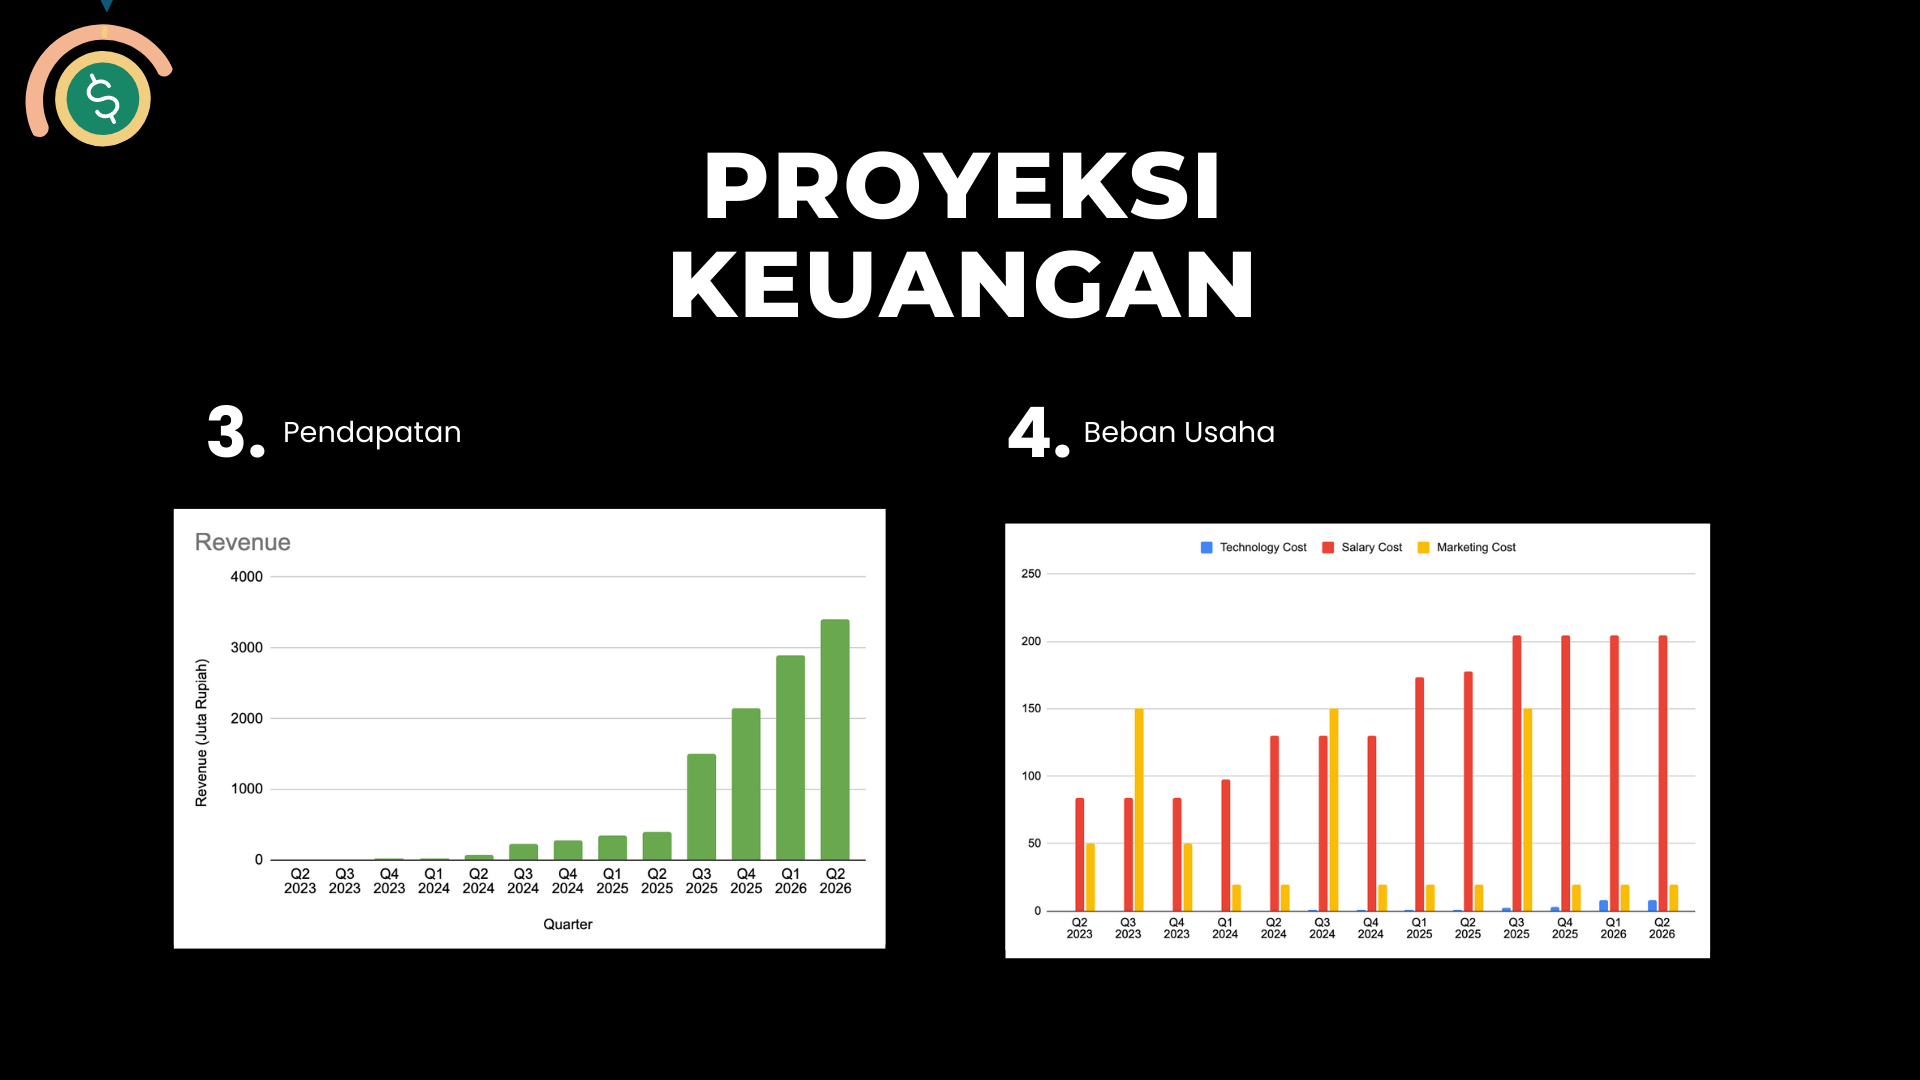 $
PROYEKSI
KEUANGAN
3. Pendapatan
Revenue
4000
3000
2000
1000
0
Revenue (Juta Rupiah)
Q2 Q3 Q4 Q1 Q2 Q3 Q4 Q1 Q2 Q3 Q4 Q1 Q2
2023 2023 2023 2024 2024 2024 2024 2025 2025 2025 2025 2026 2026
Quarter
4. Beban Usaha
Technology Cost Salary Cost Marketing Cost
250
200
150
100
50
0
Q2 Q3 Q4 Q1 Q2 Q3 Q4 Q1 Q2 Q3 Q4 Q1 Q2
2023 2023 2023 2024 2024 2024 2024 2025 2025 2025 2025 2026 2026